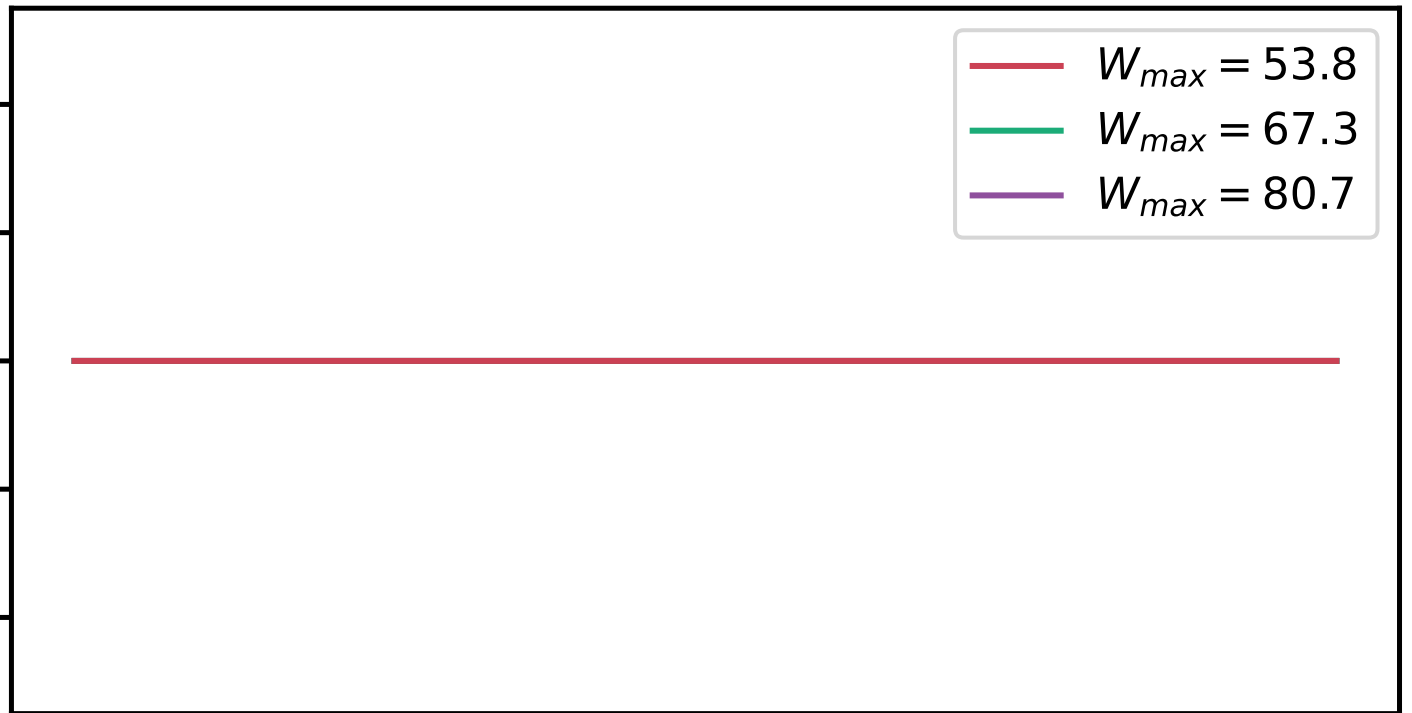 W_max = 53.8
W_max = 67.3
W_max = 80.7